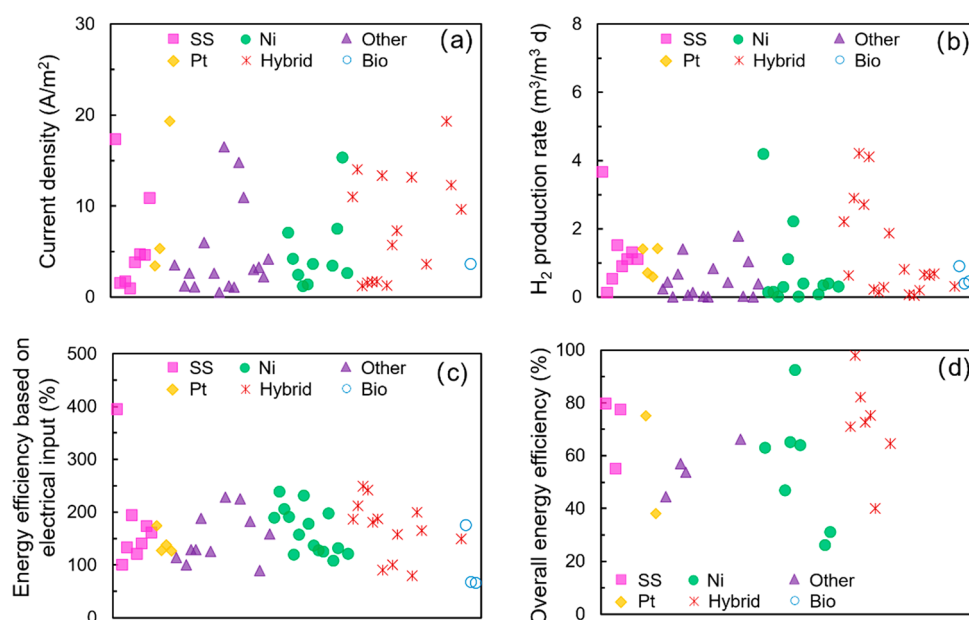 (a)
SS Ni Other
Pt Hybrid Bio
Current density (A/m²)
30
20
10
0
(b)
SS Ni Other
Pt Hybrid Bio
H₂ production rate (m³/m³ d)
8
6
4
2
0
(c)
SS Ni Other
Pt Hybrid Bio
Energy efficiency based on
electrical input (%)
500
400
300
200
100
0
(d)
Overall energy efficiency (%)
100
80
60
40
20
0
SS Ni Other
Pt Hybrid Bio